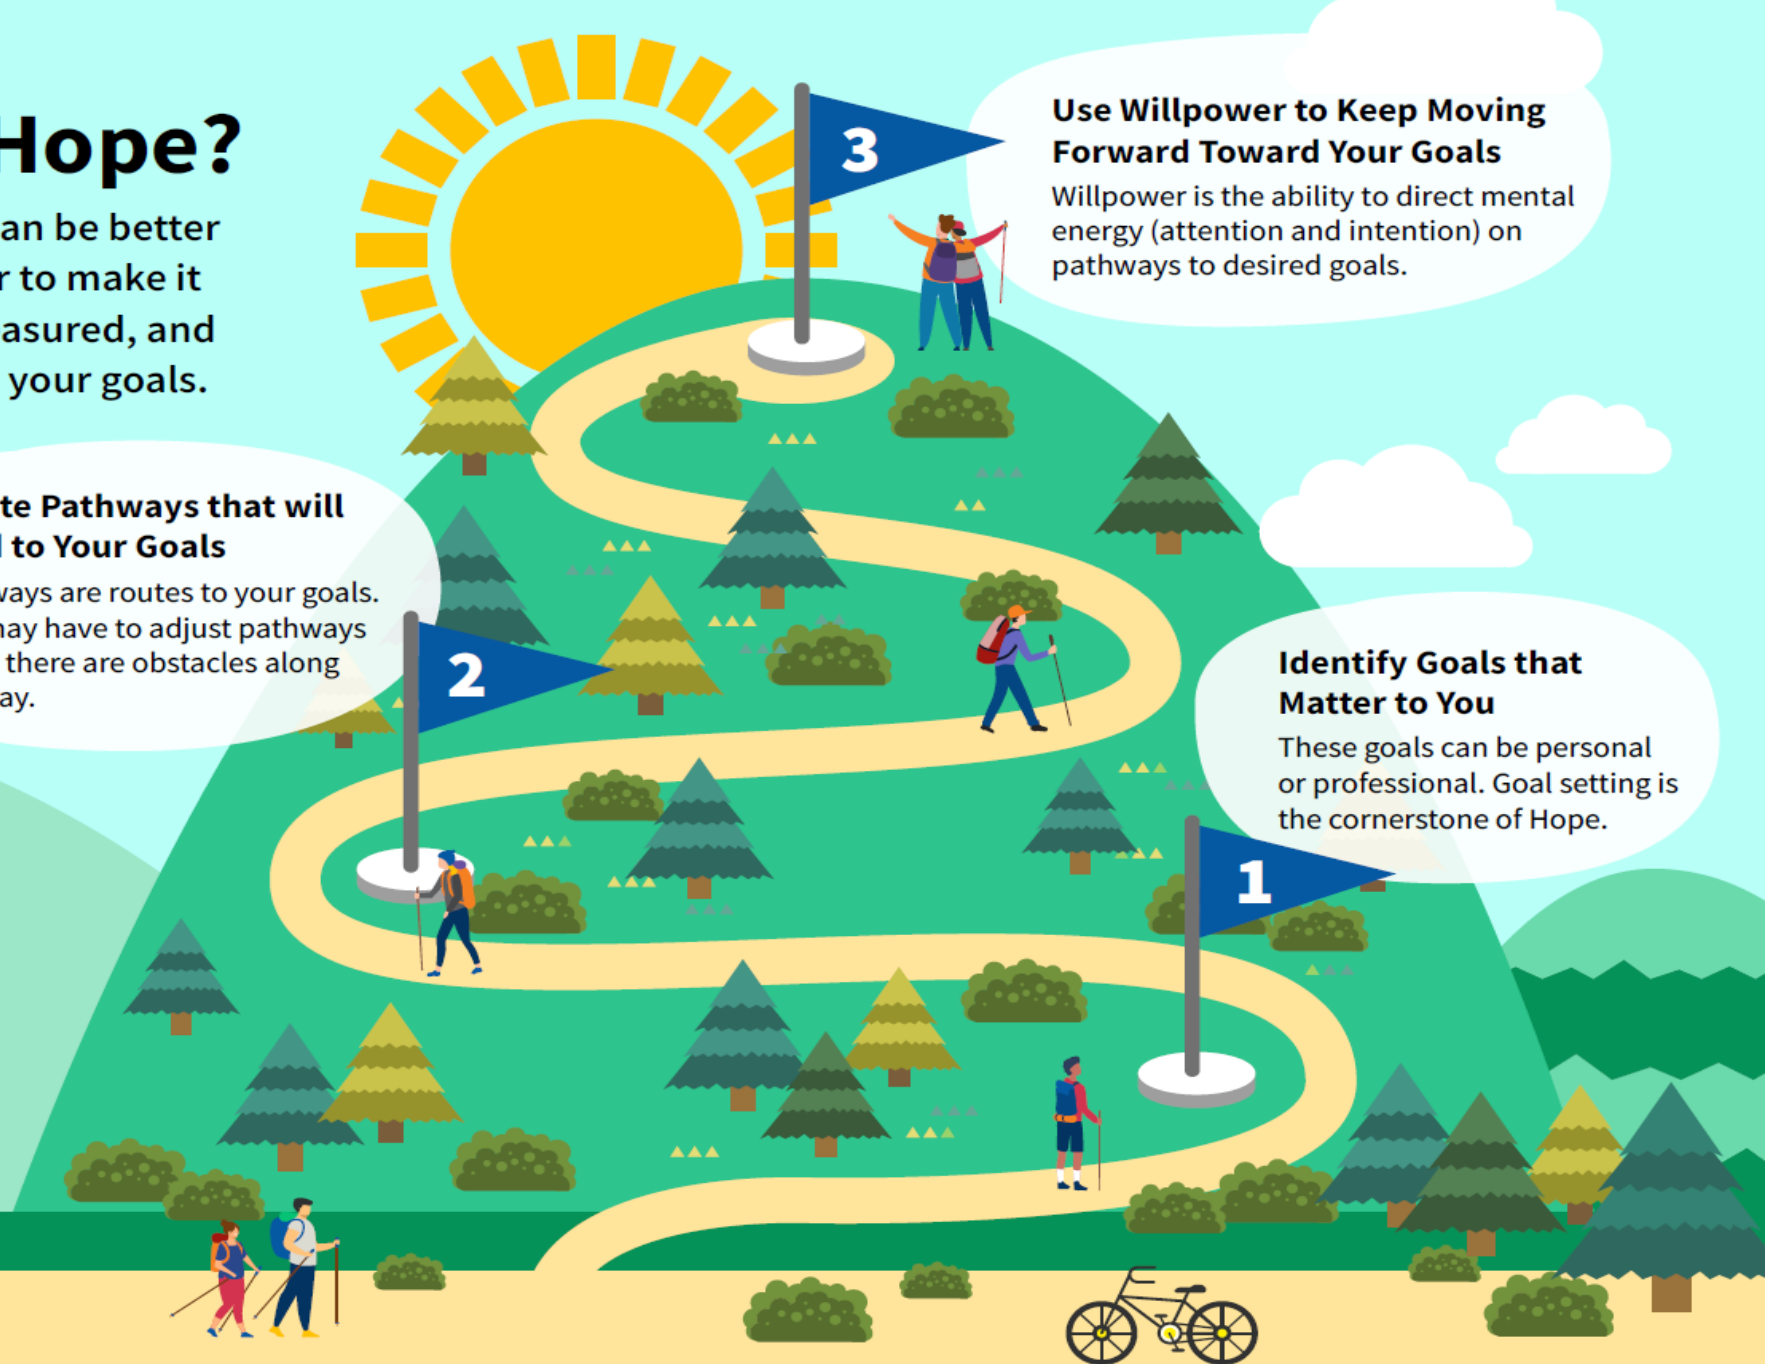 Hope?
an be better
r to make it
asured, and
your goals.
3
Use Willpower to Keep Moving
Forward Toward Your Goals
Willpower is the ability to direct mental
energy (attention and intention) on
pathways to desired goals.
te Pathways that will
to Your Goals
ways are routes to your goals.
may have to adjust pathways
there are obstacles along
ay.
2
Identify Goals that
Matter to You
These goals can be personal
or professional. Goal setting is
the cornerstone of Hope.
1